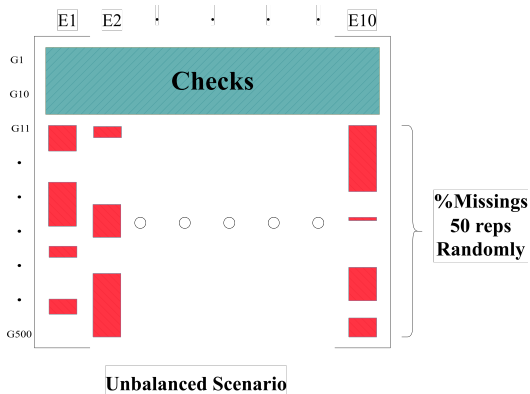 E1 E2 E10
G1
Checks
G10
G11
%Missings
50 reps
Randomly
G500
Unbalanced Scenario